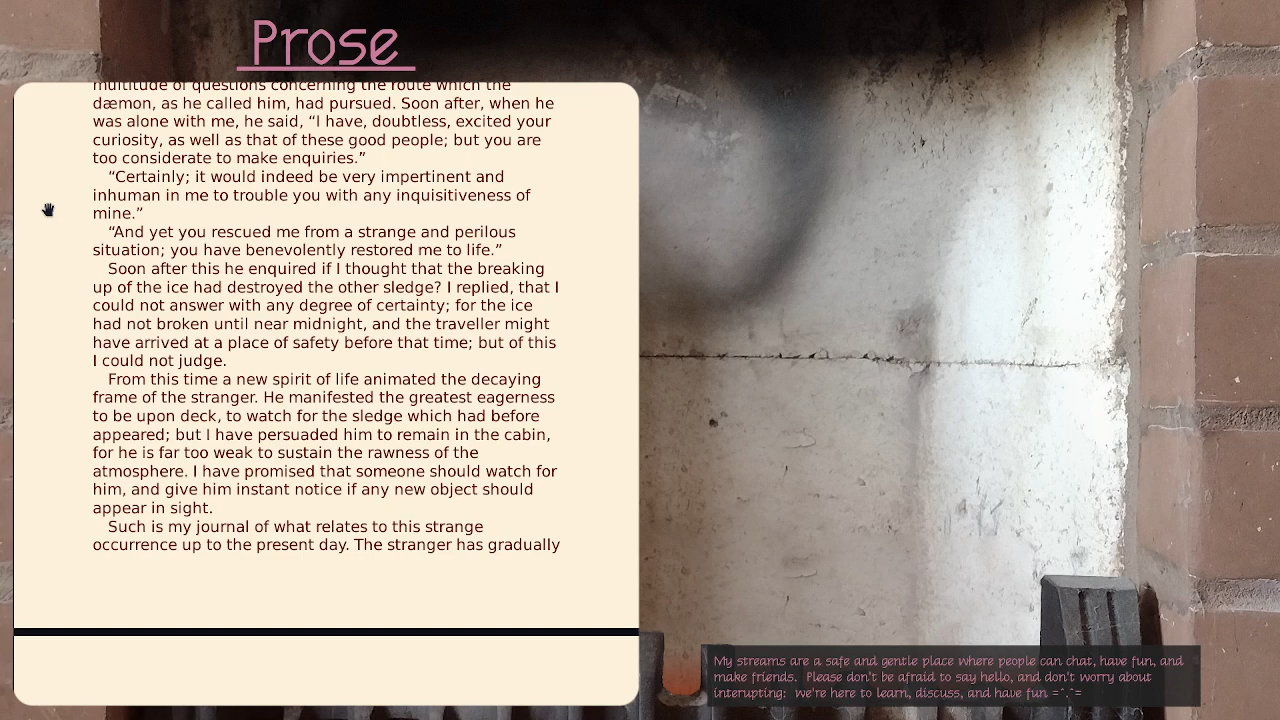 Prose
multitude of questions concerning the route which the
dæmon, as he called him, had pursued. Soon after, when he
was alone with me, he said, “I have, doubtless, excited your
curiosity, as well as that of these good people; but you are
too considerate to make enquiries.”
“Certainly; it would indeed be very impertinent and
inhuman in me to trouble you with any inquisitiveness of
mine.”
“And yet you rescued me from a strange and perilous
situation; you have benevolently restored me to life.”
Soon after this he enquired if I thought that the breaking
up of the ice had destroyed the other sledge? I replied, that I
could not answer with any degree of certainty; for the ice
had not broken until near midnight, and the traveller might
have arrived at a place of safety before that time; but of this
I could not judge.
From this time a new spirit of life animated the decaying
frame of the stranger. He manifested the greatest eagerness
to be upon deck, to watch for the sledge which had before
appeared; but I have persuaded him to remain in the cabin,
for he is far too weak to sustain the rawness of the
atmosphere. I have promised that someone should watch for
him, and give him instant notice if any new object should
appear in sight.
Such is my journal of what relates to this strange
occurrence up to the present day. The stranger has gradually
My streams are a safe and gentle place where people can chat, have fun, and
make friends. Please don't be afraid to say hello, and don't worry about
interupting: we're here to learn, discuss, and have fun =^.^=